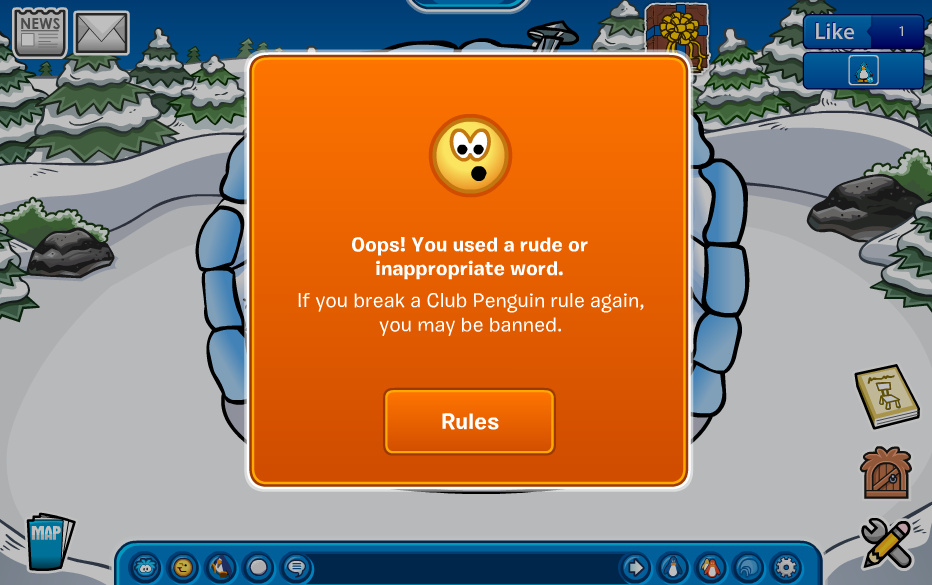 NEWS
Like 1
Oops! You used a rude or
inappropriate word.
If you break a Club Penguin rule again,
you may be banned.
Rules
MAP